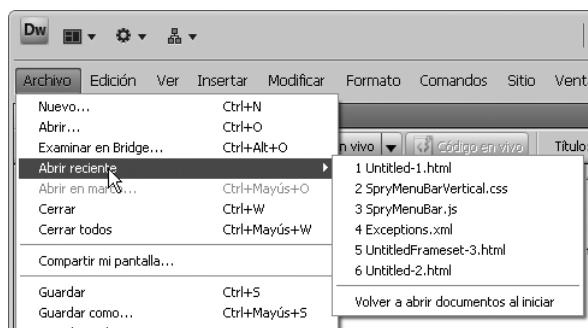 Dw
Archivo Edición Ver Insertar Modificar Formato Comandos Sitio Vent
Nuevo... Ctrl+N
Abrir... Ctrl+O
Examinar en Bridge... Ctrl+Alt+O
n vivo Código en vivo Título:
Abrir reciente
1 Untitled-1.html
2 SpryMenuBarVertical.css
3 SpryMenuBar.js
4 Exceptions.xml
5 UntitledFrameset-3.html
6 Untitled-2.html
Volver a abrir documentos al iniciar
Abrir en marco... Ctrl+Mayús+O
Cerrar Ctrl+W
Cerrar todos Ctrl+Mayús+W
Compartir mi pantalla...
Guardar Ctrl+S
Guardar como... Ctrl+Mayús+S